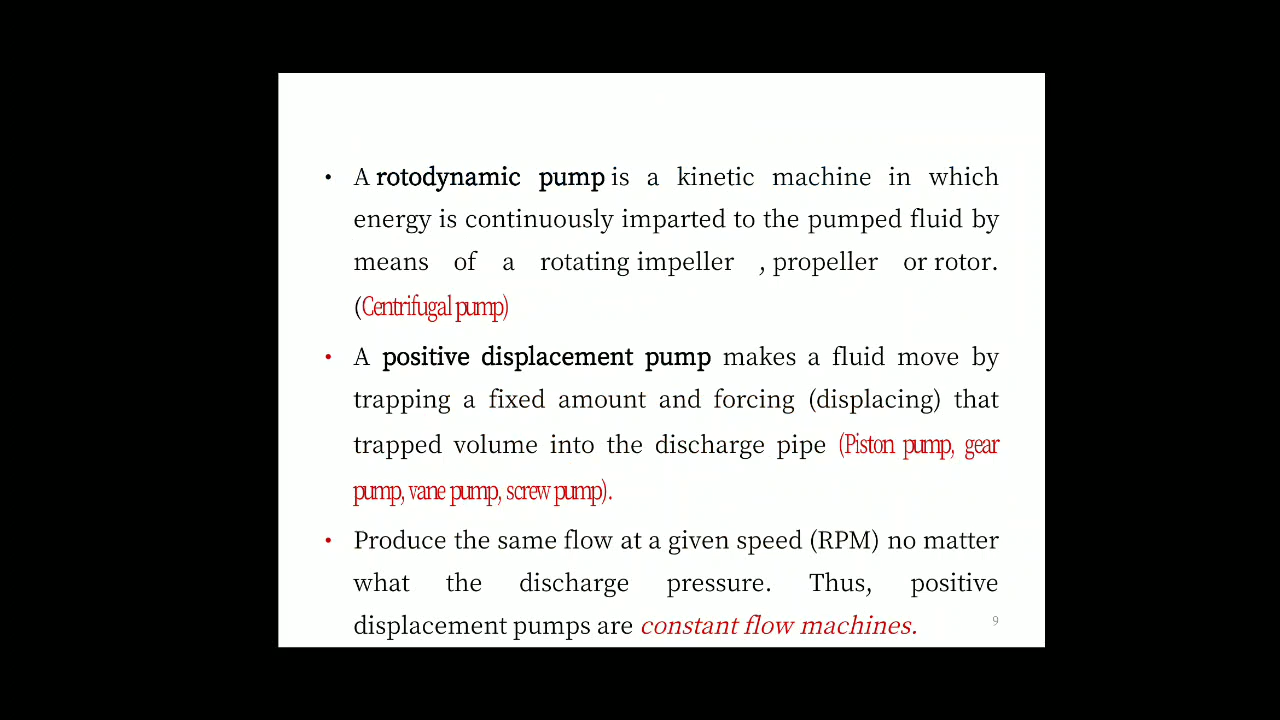 • A rotodynamic pump is a kinetic machine in which
energy is continuously imparted to the pumped fluid by
means of a rotating impeller , propeller or rotor.
(Centrifugal pump)
• A positive displacement pump makes a fluid move by
trapping a fixed amount and forcing (displacing) that
trapped volume into the discharge pipe (Piston pump, gear
pump, vane pump, screw pump).
• Produce the same flow at a given speed (RPM) no matter
what the discharge pressure. Thus, positive
displacement pumps are constant flow machines.
9